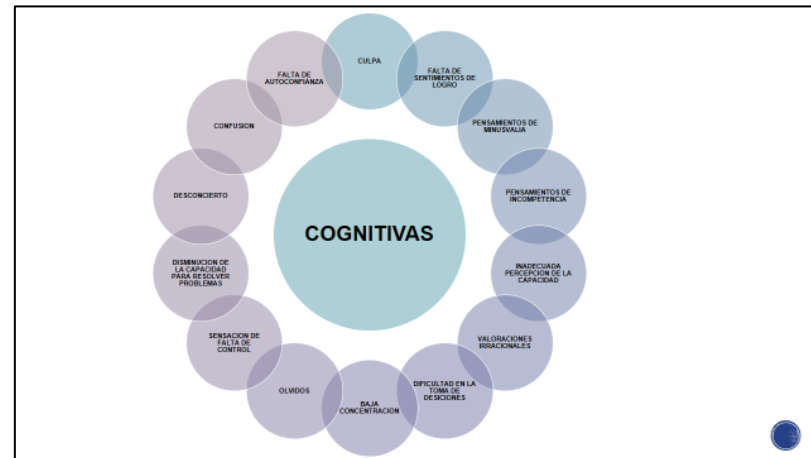 CULPA
FALTA DE
SENTIMIENTOS DE
LOGRO
PENSAMIENTOS DE
MINUSVALIA
PENSAMIENTOS DE
INCOMPETENCIA
INADECUADA
PERCEPCION DE LA
CAPACIDAD
VALORACIONES
IRRACIONALES
DIFICULTAD EN LA
TOMA DE
DESICIONES
BAJA
CONCENTRACION
OLVIDOS
SENSACION DE
FALTA DE
CONTROL
DISMINUCION DE
LA CAPACIDAD
PARA RESOLVER
PROBLEMAS
DESCONCIERTO
CONFUSION
FALTA DE
AUTOCONFIANZA
COGNITIVAS